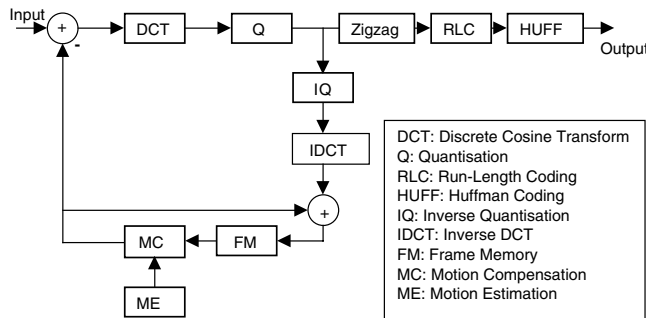 Input
+
-
DCT
Q
Zigzag
RLC
HUFF
Output
IQ
IDCT
+
MC
FM
ME
DCT: Discrete Cosine Transform
Q: Quantisation
RLC: Run-Length Coding
HUFF: Huffman Coding
IQ: Inverse Quantisation
IDCT: Inverse DCT
FM: Frame Memory
MC: Motion Compensation
ME: Motion Estimation